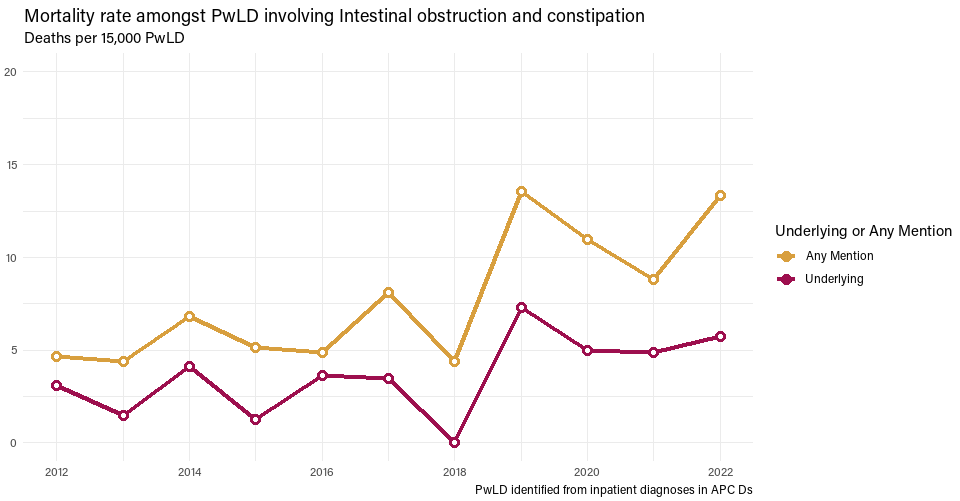 Mortality rate amongst PwLD involving Intestinal obstruction and constipation
Deaths per 15,000 PwLD
20
15
10
5
0
2012 2014 2016 2018 2020 2022
PwLD identified from inpatient diagnoses in APC Ds
Underlying or Any Mention
Any Mention
Underlying